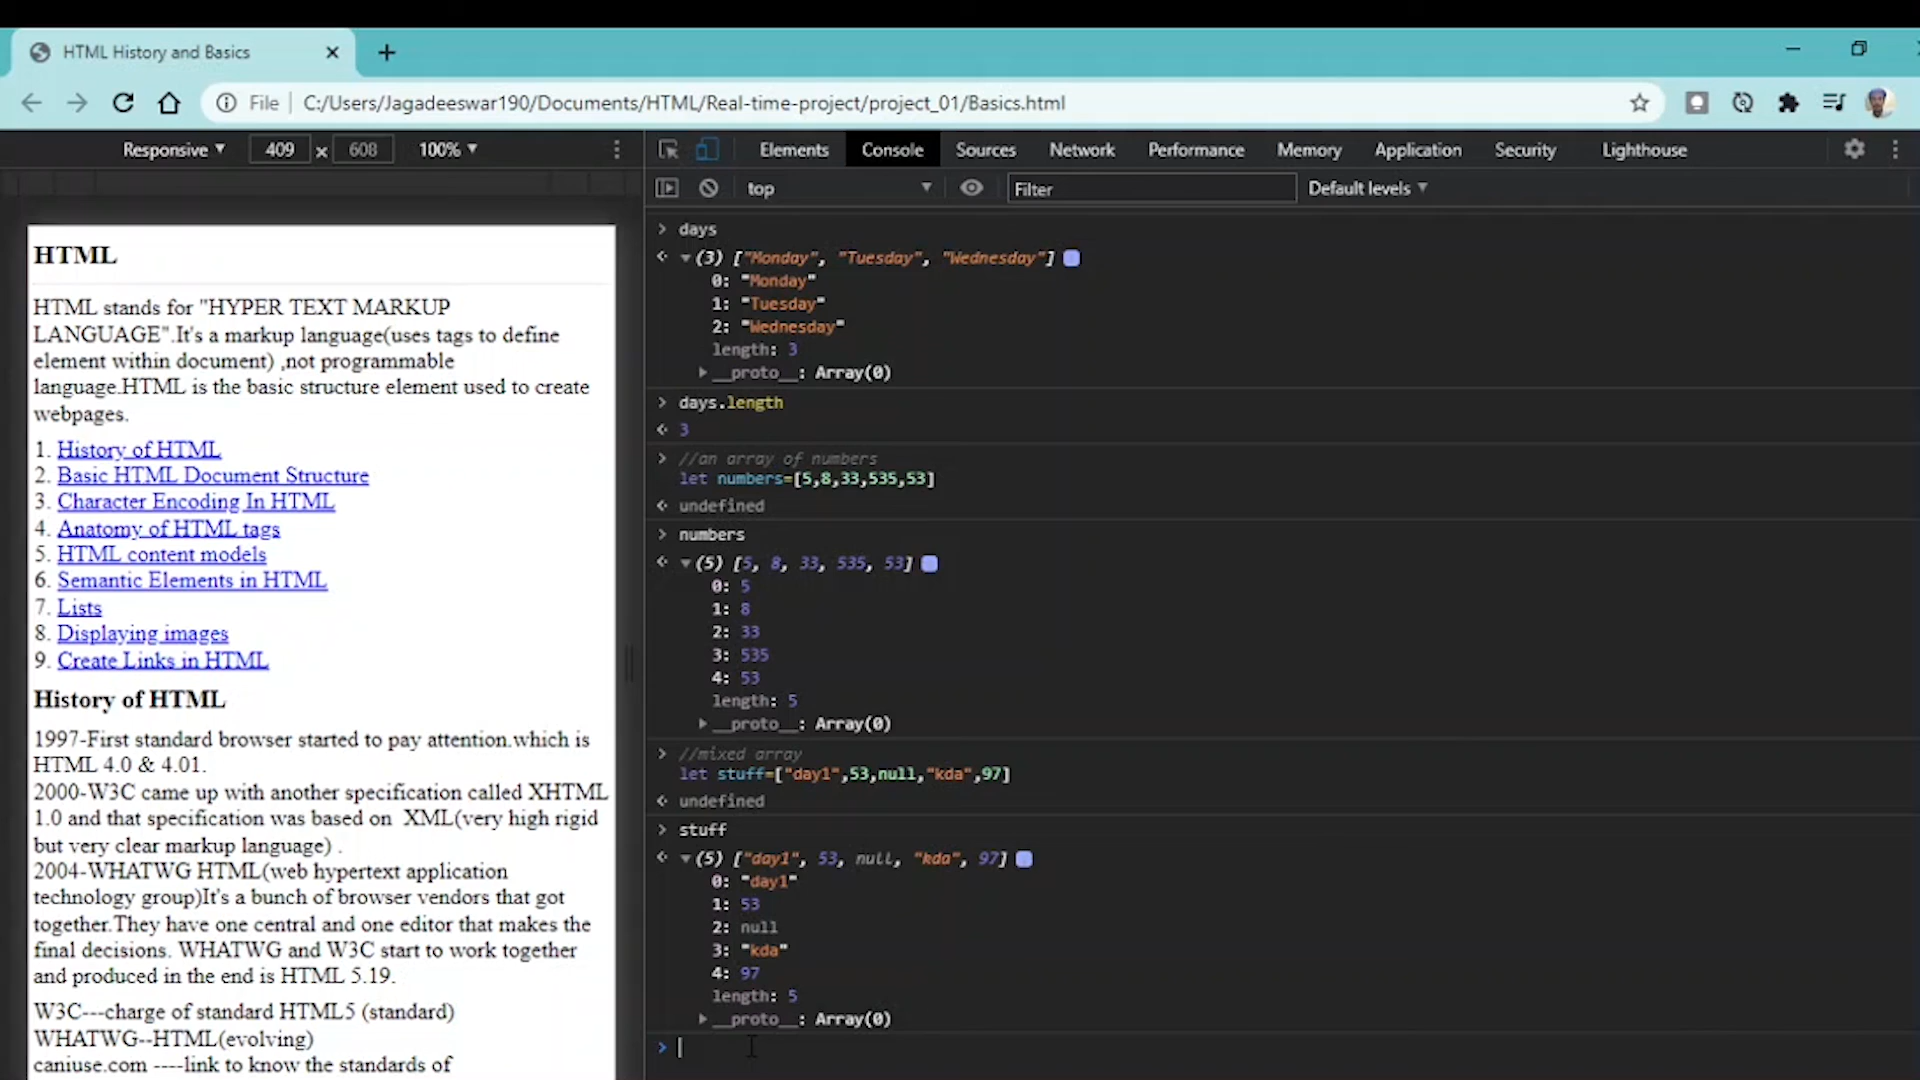 HTML History and Basics
File C:/Users/Jagadeeswar190/Documents/HTML/Real-time-project/project_01/Basics.html
Responsive 409 x 608 100%
Elements Console Sources Network Performance Memory Application Security Lighthouse
top Filter Default levels
HTML
HTML stands for "HYPER TEXT MARKUP
LANGUAGE".It's a markup language(uses tags to define
element within document) ,not programmable
language.HTML is the basic structure element used to create
webpages.
1. History of HTML
2. Basic HTML Document Structure
3. Character Encoding In HTML
4. Anatomy of HTML tags
5. HTML content models
6. Semantic Elements in HTML
7. Lists
8. Displaying images
9. Create Links in HTML
History of HTML
1997-First standard browser started to pay attention.which is
HTML 4.0 & 4.01.
2000-W3C came up with another specification called XHTML
1.0 and that specification was based on XML(very high rigid
but very clear markup language) .
2004-WHATWG HTML(web hypertext application
technology group)It's a bunch of browser vendors that got
together.They have one central and one editor that makes the
final decisions. WHATWG and W3C start to work together
and produced in the end is HTML 5.19.
W3C---charge of standard HTML5 (standard)
WHATWG--HTML(evolving)
caniuse.com ----link to know the standards of
> days
(3) ["Monday", "Tuesday", "Wednesday"]
0: "Monday"
1: "Tuesday"
2: "Wednesday"
length: 3
__proto__: Array(0)
> days.length
3
> //an array of numbers
let numbers=[5,8,33,535,53]
undefined
> numbers
(5) [5, 8, 33, 535, 53]
0: 5
1: 8
2: 33
3: 535
4: 53
length: 5
__proto__: Array(0)
> //mixed array
let stuff=["day1",53,null,"kda",97]
undefined
> stuff
(5) ["day1", 53, null, "kda", 97]
0: "day1"
1: 53
2: null
3: "kda"
4: 97
length: 5
__proto__: Array(0)
>